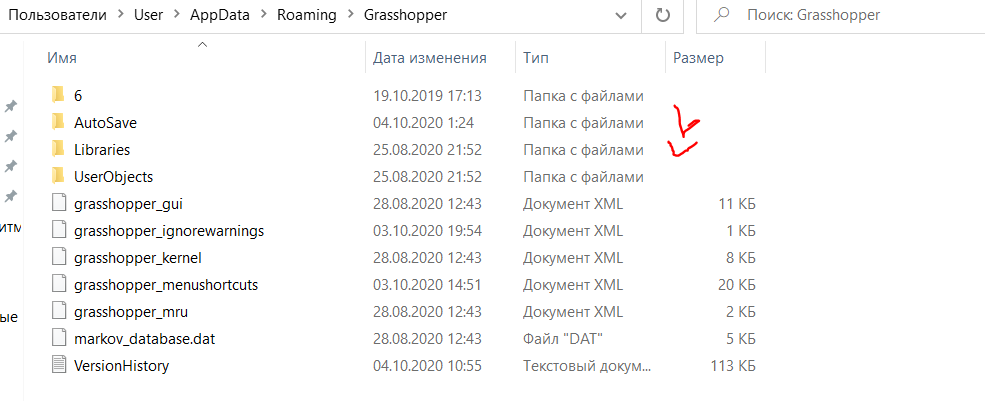 Пользователи User AppData Roaming Grasshopper Поиск: Grasshopper
Имя Дата изменения Тип Размер
6 19.10.2019 17:13 Папка с файлами
AutoSave 04.10.2020 1:24 Папка с файлами
Libraries 25.08.2020 21:52 Папка с файлами
UserObjects 25.08.2020 21:52 Папка с файлами
grasshopper_gui 28.08.2020 12:43 Документ XML 11 КБ
итм grasshopper_ignorewarnings 03.10.2020 19:54 Документ XML 1 КБ
grasshopper_kernel 28.08.2020 12:43 Документ XML 8 КБ
grasshopper_menushortcuts 03.10.2020 14:51 Документ XML 20 КБ
ые grasshopper_mru 28.08.2020 12:43 Документ XML 2 КБ
markov_database.dat 28.08.2020 12:43 Файл "DAT" 5 КБ
VersionHistory 04.10.2020 10:55 Текстовый докум... 113 КБ